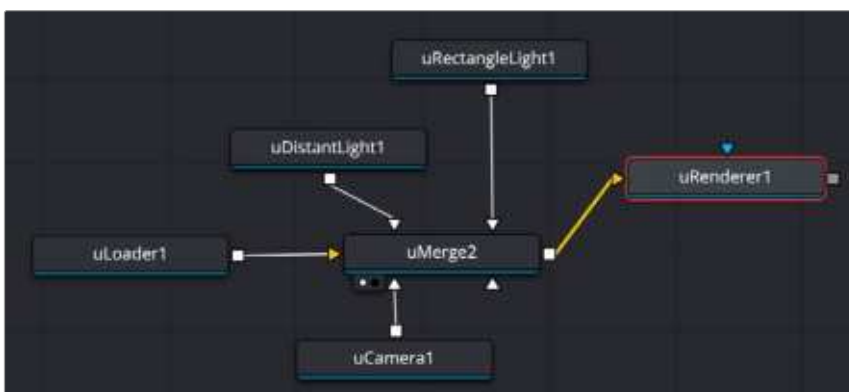 uRectangleLight1
uDistantLight1
uRenderer1
uLoader1
uMerge2
uCamera1